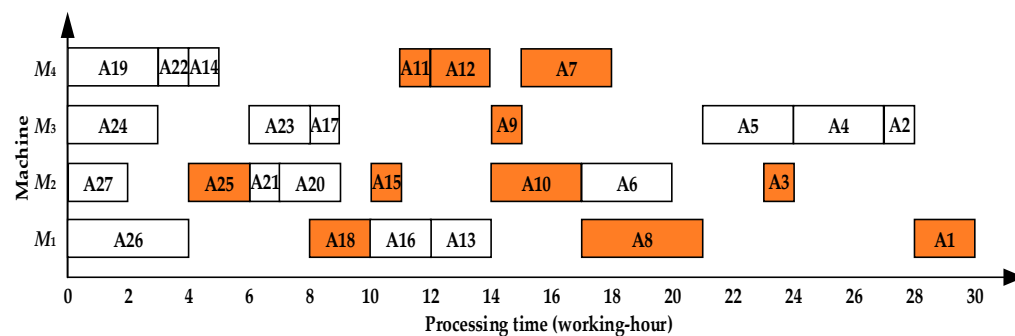 M4 A19 A22 A14 A11 A12 A7
M3 A24 A23 A17 A9 A5 A4 A2
M2 A27 A25 A21 A20 A15 A10 A6 A3
M1 A26 A18 A16 A13 A8 A1
Machine
0 2 4 6 8 10 12 14 16 18 20 22 24 26 28 30
Processing time (working-hour)